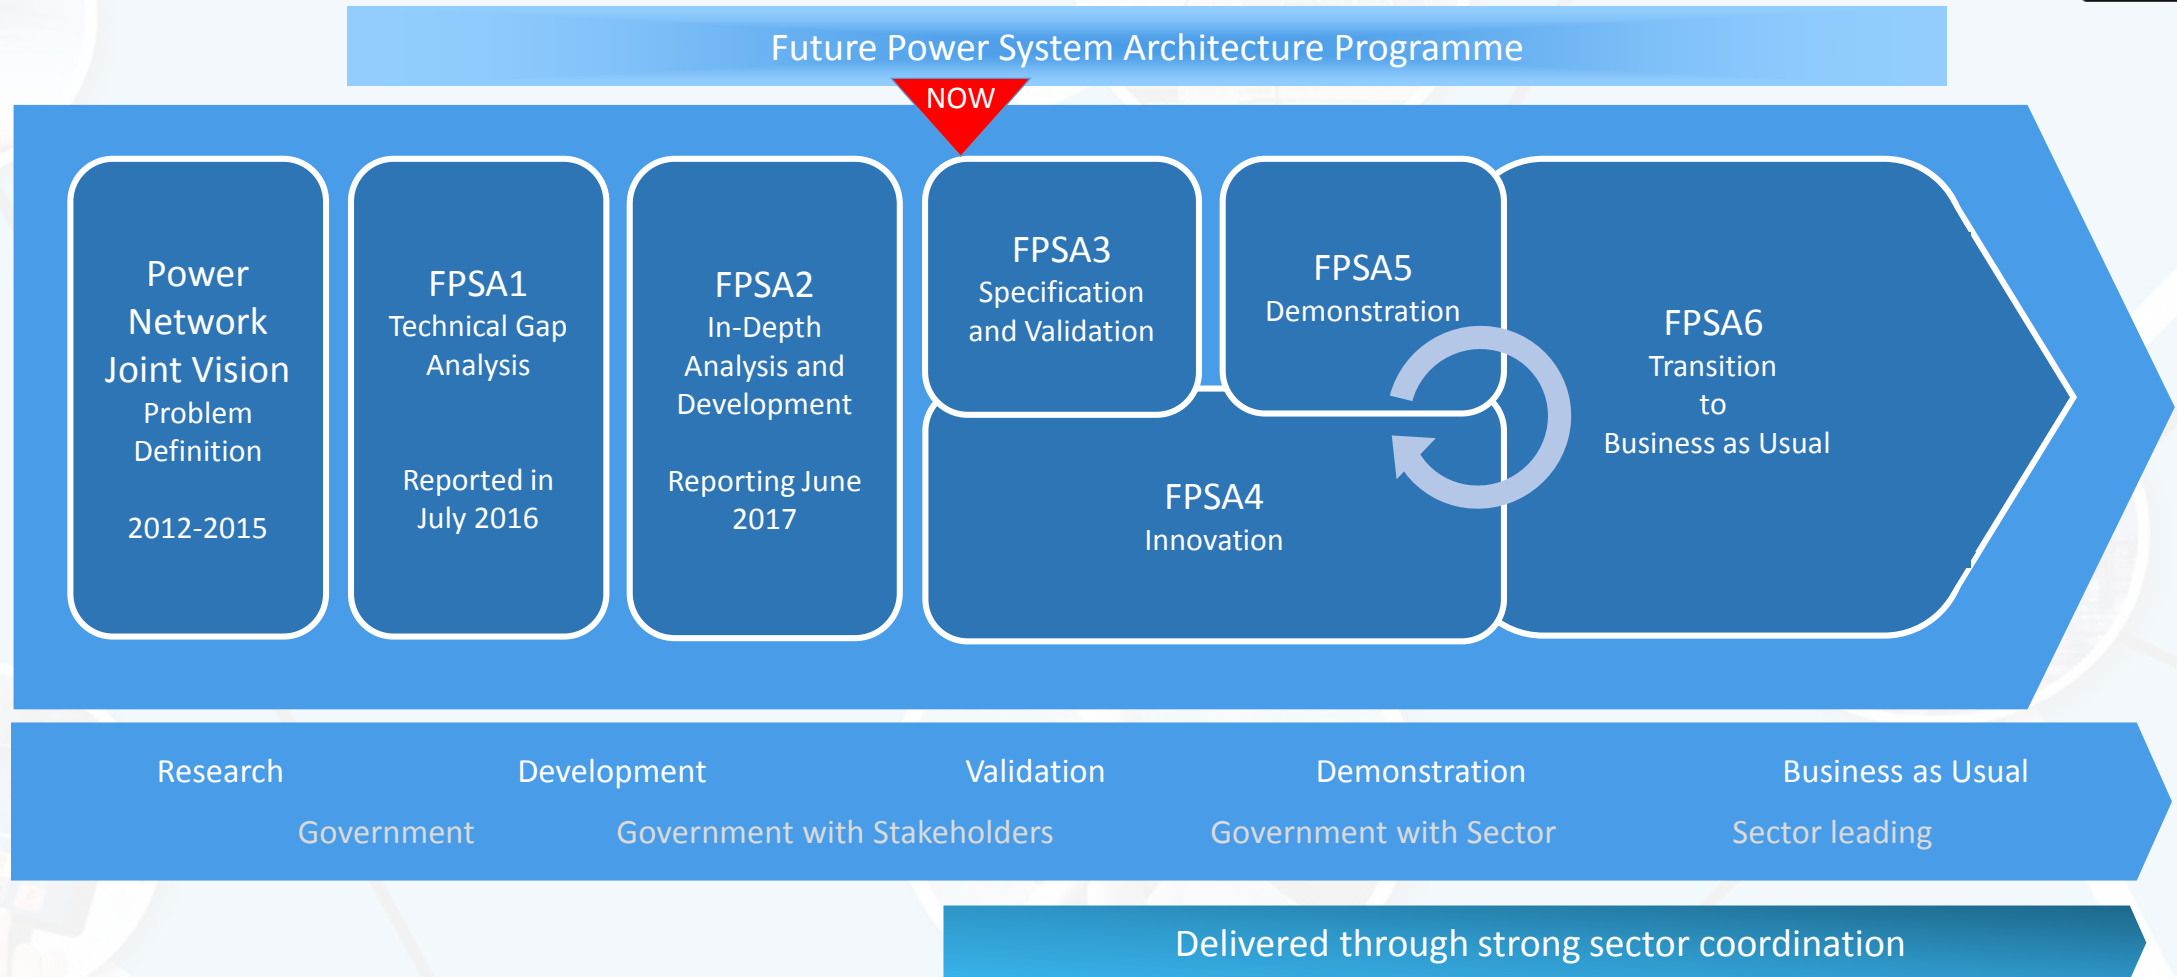 Future Power System Architecture Programme
NOW
Power
Network
Joint Vision
Problem
Definition
2012-2015
FPSA1
Technical Gap
Analysis
Reported in
July 2016
FPSA2
In-Depth
Analysis and
Development
Reporting June
2017
FPSA3
Specification
and Validation
FPSA5
Demonstration
FPSA4
Innovation
FPSA6
Transition
to
Business as Usual
Research Development Validation Demonstration Business as Usual
Government Government with Stakeholders Government with Sector Sector leading
Delivered through strong sector coordination